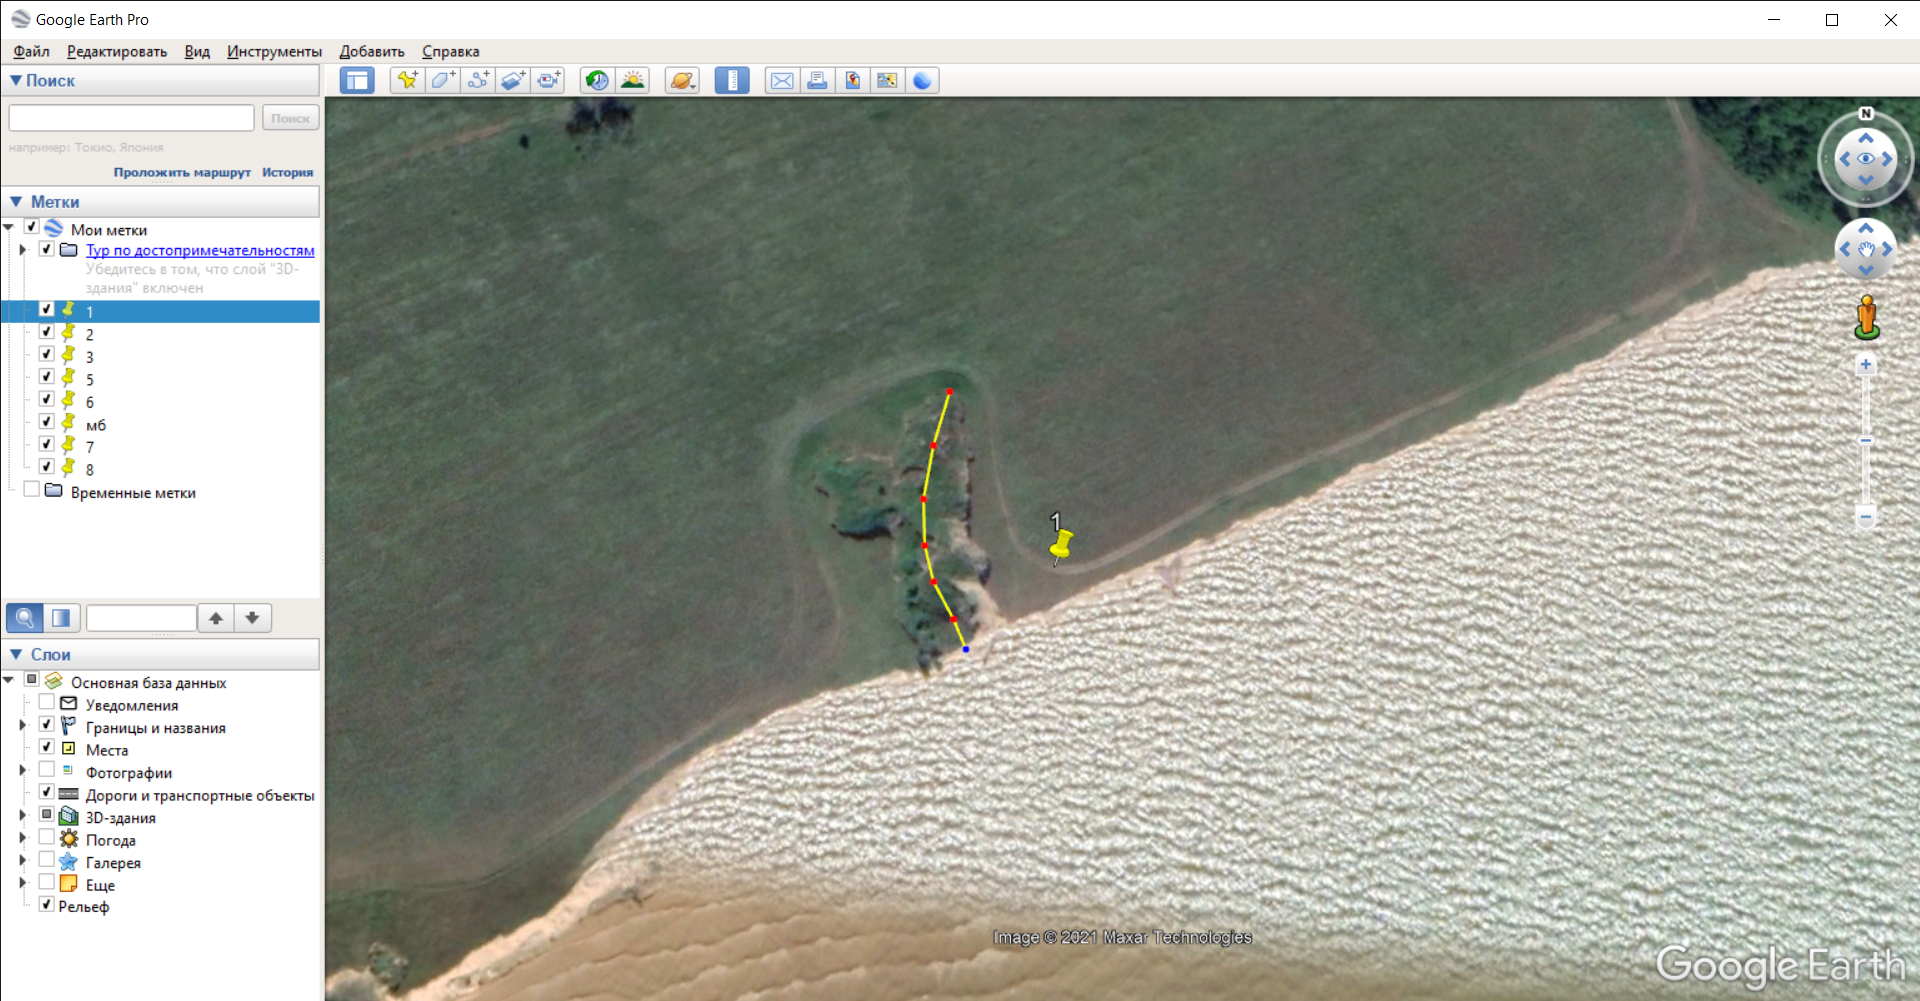 Google Earth Pro
Файл Редактировать Вид Инструменты Добавить Справка
Поиск
Поиск
например: Токио, Япония
Проложить маршрут История
Метки
Мои метки
Тур по достопримечательностям
Убедитесь в том, что слой "3D-
здания" включен
1
2
3
5
6
мб
7
8
Временные метки
Слои
Основная база данных
Уведомления
Границы и названия
Места
Фотографии
Дороги и транспортные объекты
3D-здания
Погода
Галерея
Еще
Рельеф
N
1
Image © 2021 Maxar Technologies
Google Earth